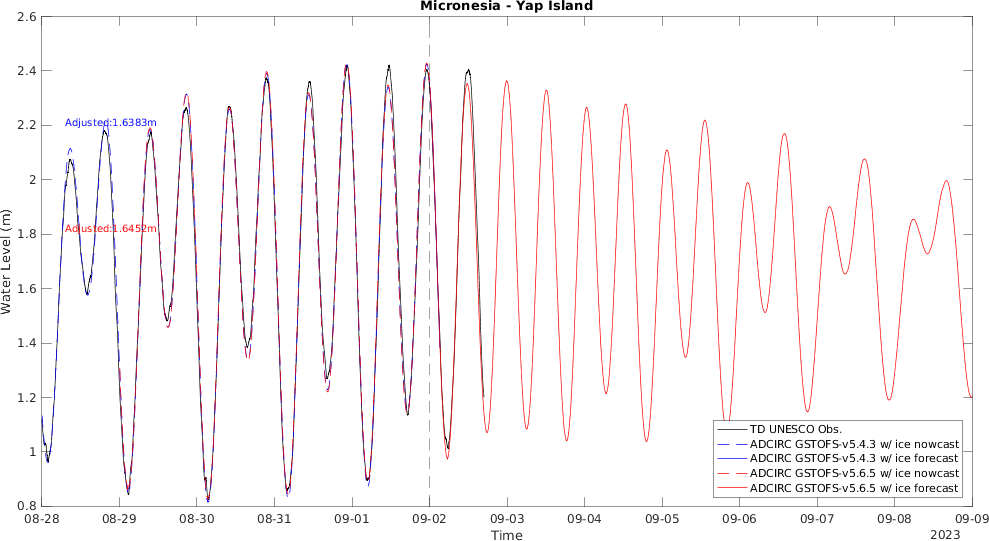 Micronesia - Yap Island
2.6
2.4
2.2
2
1.8
1.6
1.4
1.2
1
0.8
Water Level (m)
Adjusted:1.6383m
Adjusted:1.6452m
TD UNESCO Obs.
ADCIRC GSTOFS-v5.4.3 w/ ice nowcast
ADCIRC GSTOFS-v5.4.3 w/ ice forecast
ADCIRC GSTOFS-v5.6.5 w/ ice nowcast
ADCIRC GSTOFS-v5.6.5 w/ ice forecast
08-28 08-29 08-30 08-31 09-01 09-02 09-03 09-04 09-05 09-06 09-07 09-08 09-09
Time
2023